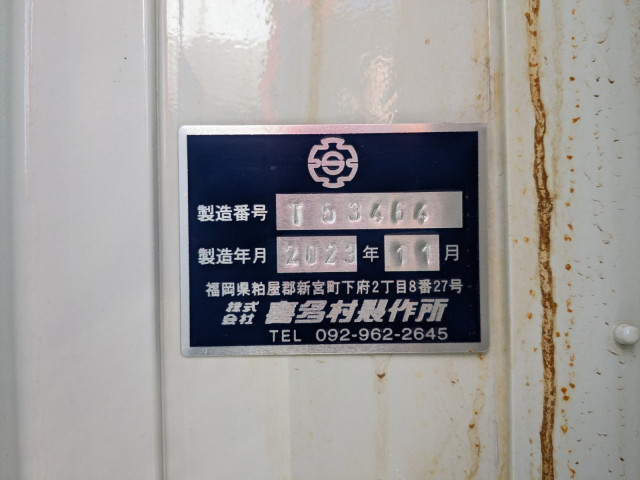 製造番号 T53464
製造年月 2023年11月
福岡県粕屋郡新宮町下府2丁目8番27号
株式会社 喜多村製作所
TEL 092-962-2645